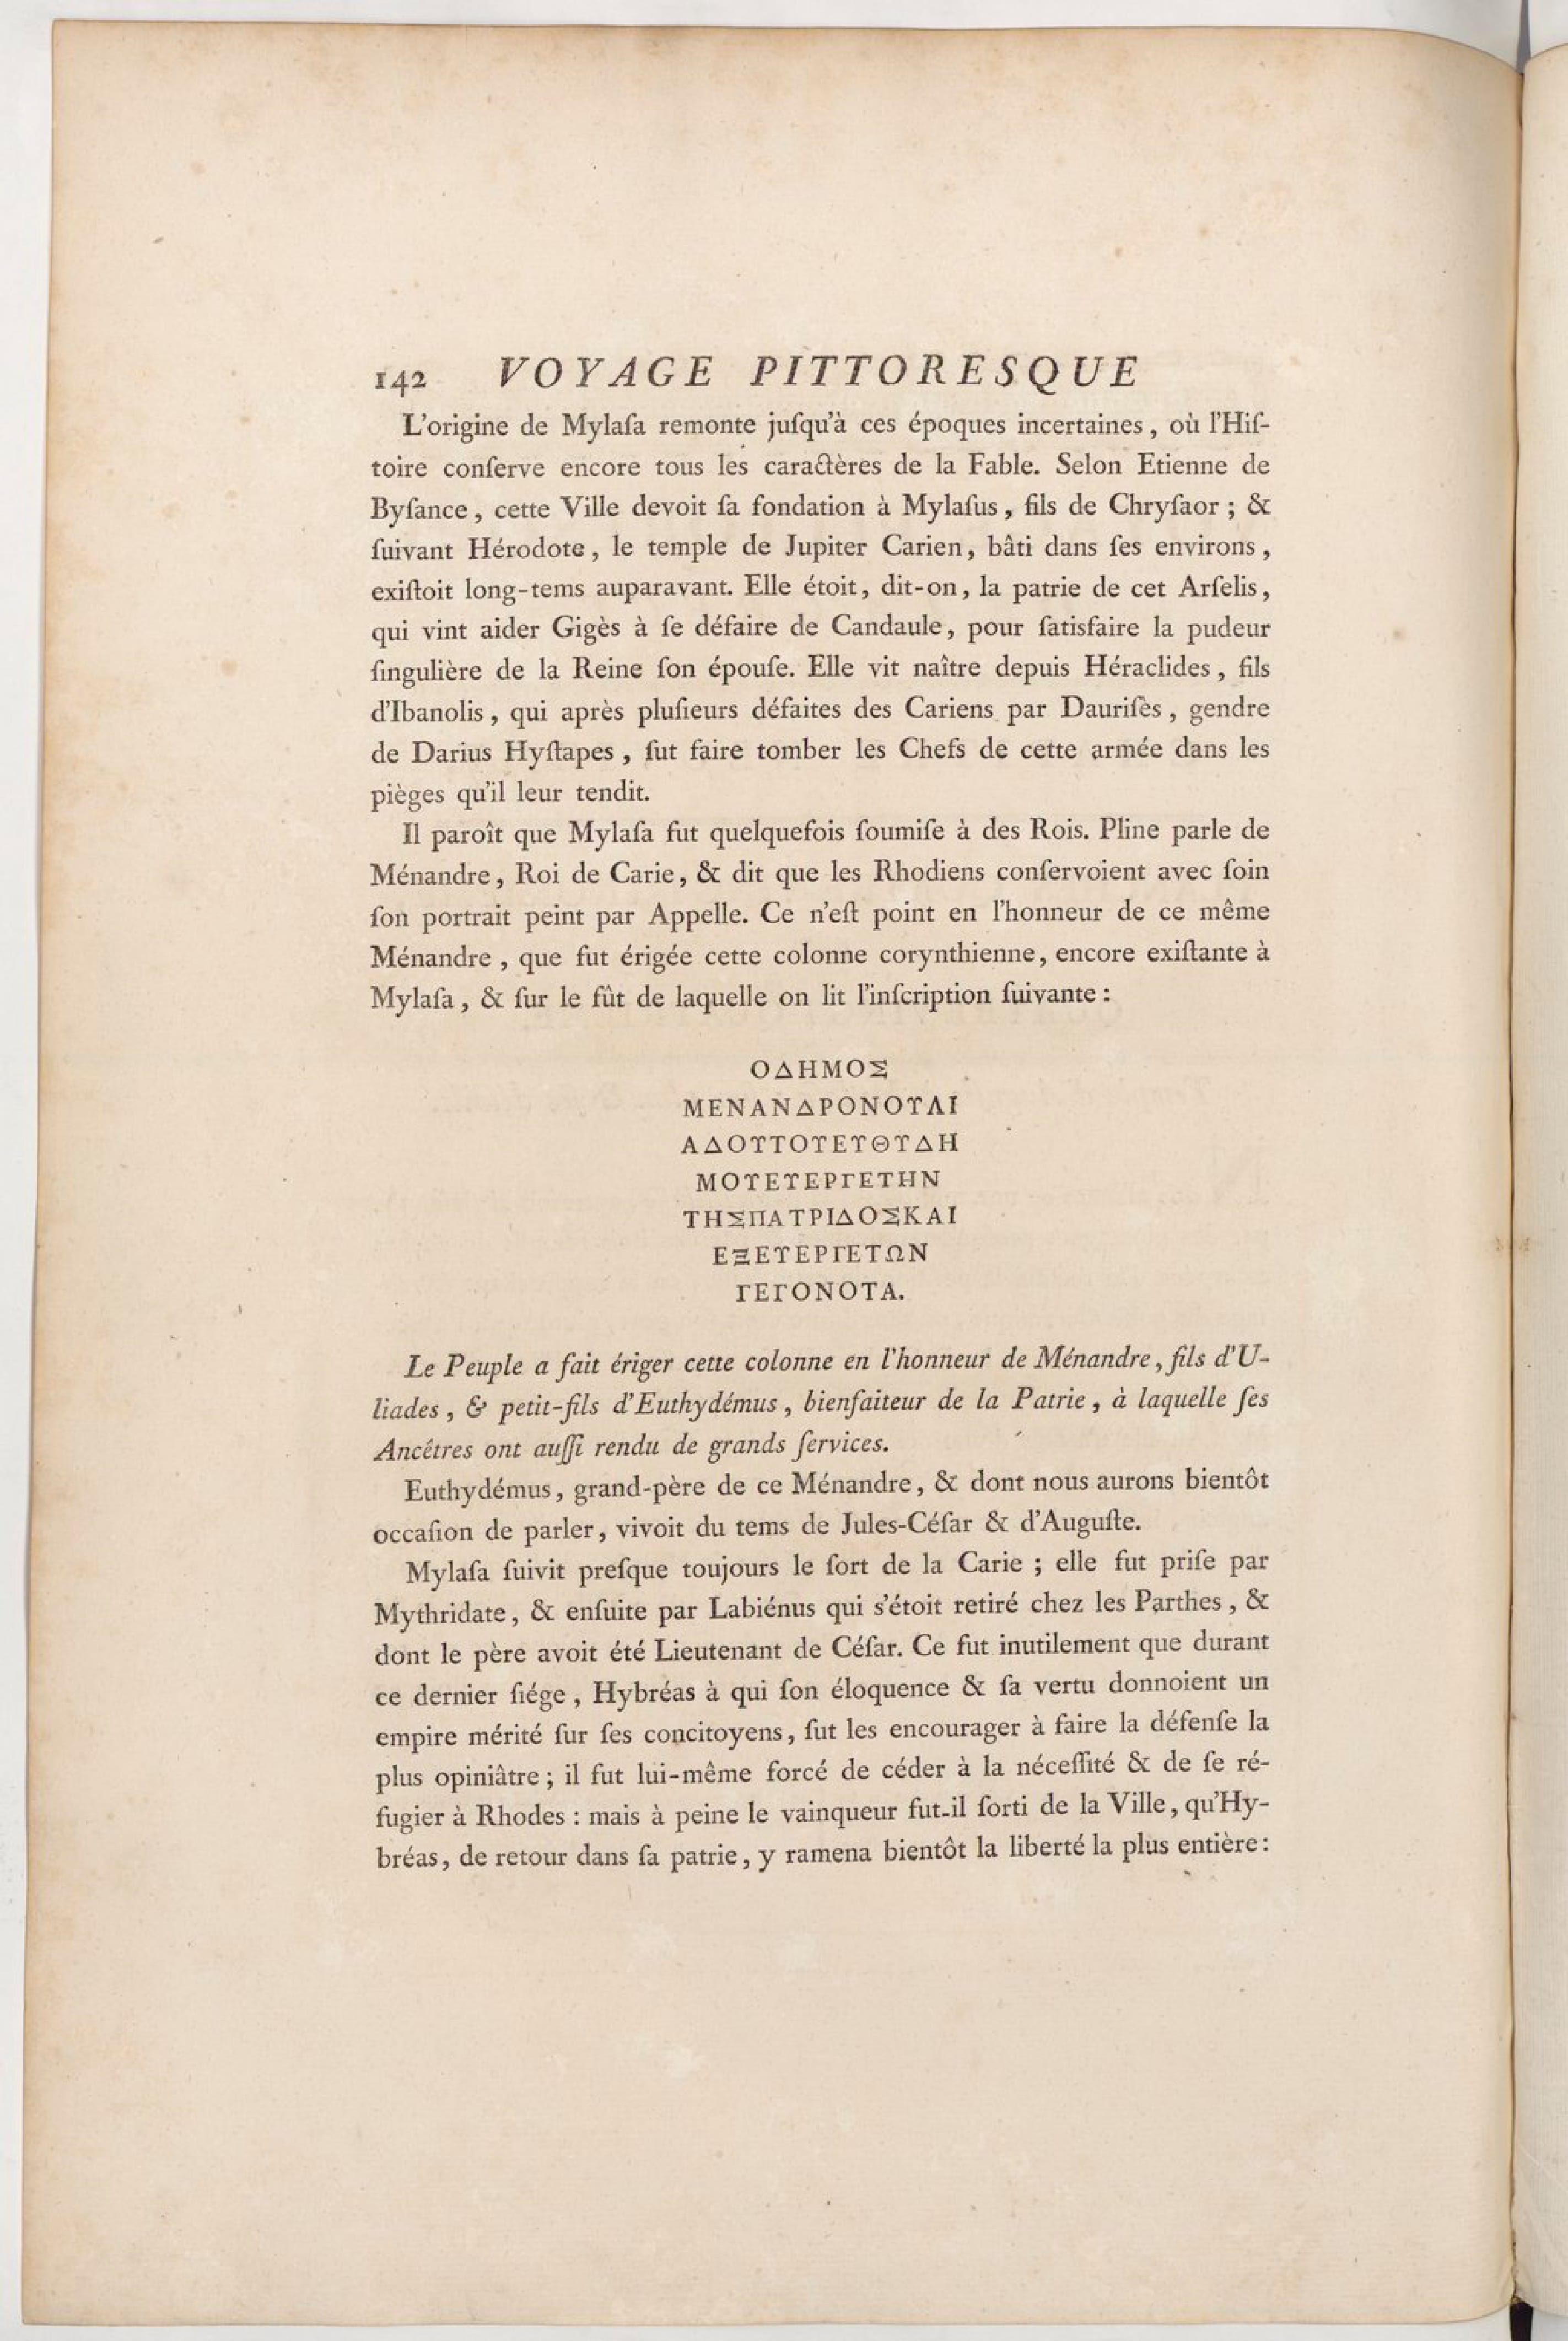 142 VOYAGE PITTORESQUE
L'origine de Mylaſa remonte juſqu'à ces époques incertaines, où l'Hiſ-
toire conſerve encore tous les caractères de la Fable. Selon Etienne de
Byſance, cette Ville devoit ſa fondation à Mylaſus, fils de Chryſaor ; &
ſuivant Hérodote, le temple de Jupiter Carien, bâti dans ſes environs,
exiſtoit long-tems auparavant. Elle étoit, dit-on, la patrie de cet Arſelis,
qui vint aider Gigès à ſe défaire de Candaule, pour ſatisfaire la pudeur
ſingulière de la Reine ſon épouſe. Elle vit naître depuis Héraclides, fils
d'Ibanolis, qui après pluſieurs défaites des Cariens par Dauriſès, gendre
de Darius Hyſtapes, ſut faire tomber les Chefs de cette armée dans les
pièges qu'il leur tendit.
Il paroît que Mylaſa fut quelquefois ſoumiſe à des Rois. Pline parle de
Ménandre, Roi de Carie, & dit que les Rhodiens conſervoient avec ſoin
ſon portrait peint par Appelle. Ce n'eſt point en l'honneur de ce même
Ménandre, que fut érigée cette colonne corynthienne, encore exiſtante à
Mylaſa, & ſur le fût de laquelle on lit l'inſcription ſuivante :
ΟΔΗΜΟΣ
ΜΕΝΑΝΔΡΟΝΟΥΛΙ
ΑΔΟΥΤΟΥΕΥΘΥΔΗ
ΜΟΥΕΥΕΡΓΕΤΗΝ
ΤΗΣΠΑΤΡΙΔΟΣΚΑΙ
ΕΞΕΥΕΡΓΕΤΩΝ
ΓΕΓΟΝΟΤΑ.
Le Peuple a fait ériger cette colonne en l'honneur de Ménandre, fils d'U-
liades, & petit-fils d'Euthydémus, bienfaiteur de la Patrie, à laquelle ſes
Ancêtres ont auſſi rendu de grands ſervices.
Euthydémus, grand-père de ce Ménandre, & dont nous aurons bientôt
occaſion de parler, vivoit du tems de Jules-Céſar & d'Auguſte.
Mylaſa ſuivit preſque toujours le ſort de la Carie ; elle fut priſe par
Mythridate, & enſuite par Labiénus qui s'étoit retiré chez les Parthes, &
dont le père avoit été Lieutenant de Céſar. Ce fut inutilement que durant
ce dernier ſiége, Hybréas à qui ſon éloquence & ſa vertu donnoient un
empire mérité ſur ſes concitoyens, ſut les encourager à faire la défenſe la
plus opiniâtre ; il fut lui-même forcé de céder à la néceſſité & de ſe ré-
fugier à Rhodes : mais à peine le vainqueur fut-il ſorti de la Ville, qu'Hy-
bréas, de retour dans ſa patrie, y ramena bientôt la liberté la plus entière :